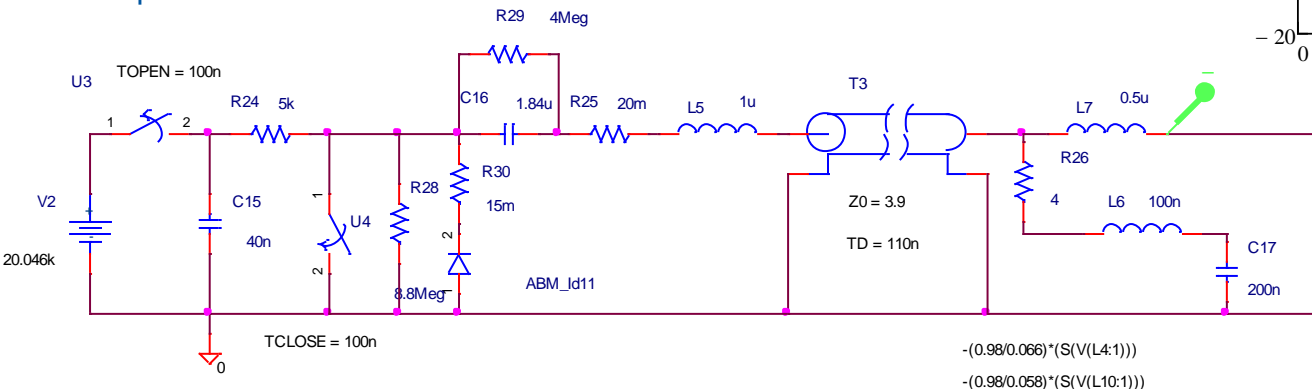 R29 4Meg
– 20
0
U3
TOPEN = 100n
1 2
R24 5k
C16 1.84u
R25 20m
L5 1u
T3
L7 0.5u
V2
20.046k
C15
40n
1
U4
2
R28
8.8Meg
R30
15m
2
1
ABM_Id11
Z0 = 3.9
TD = 110n
R26
4
L6 100n
C17
200n
0
TCLOSE = 100n
-(0.98/0.066)*(S(V(L4:1)))
-(0.98/0.058)*(S(V(L10:1)))